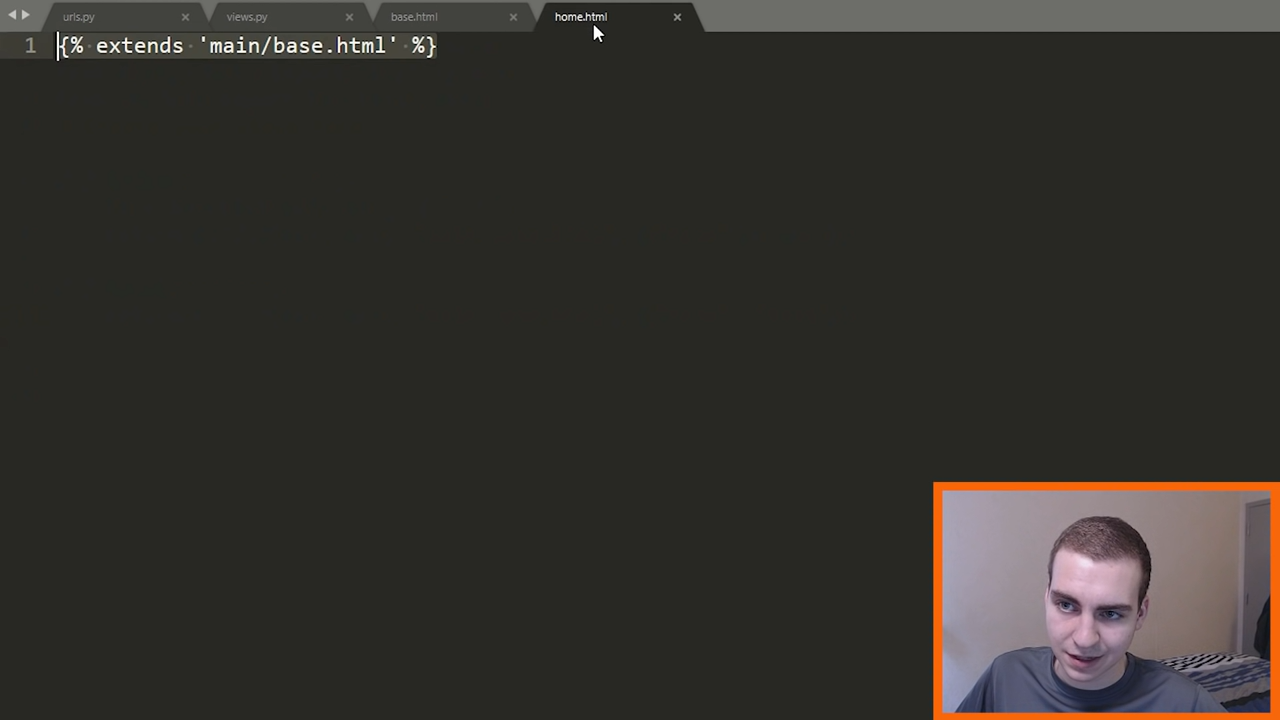 urls.py
views.py
base.html
home.html
1
{% extends 'main/base.html' %}